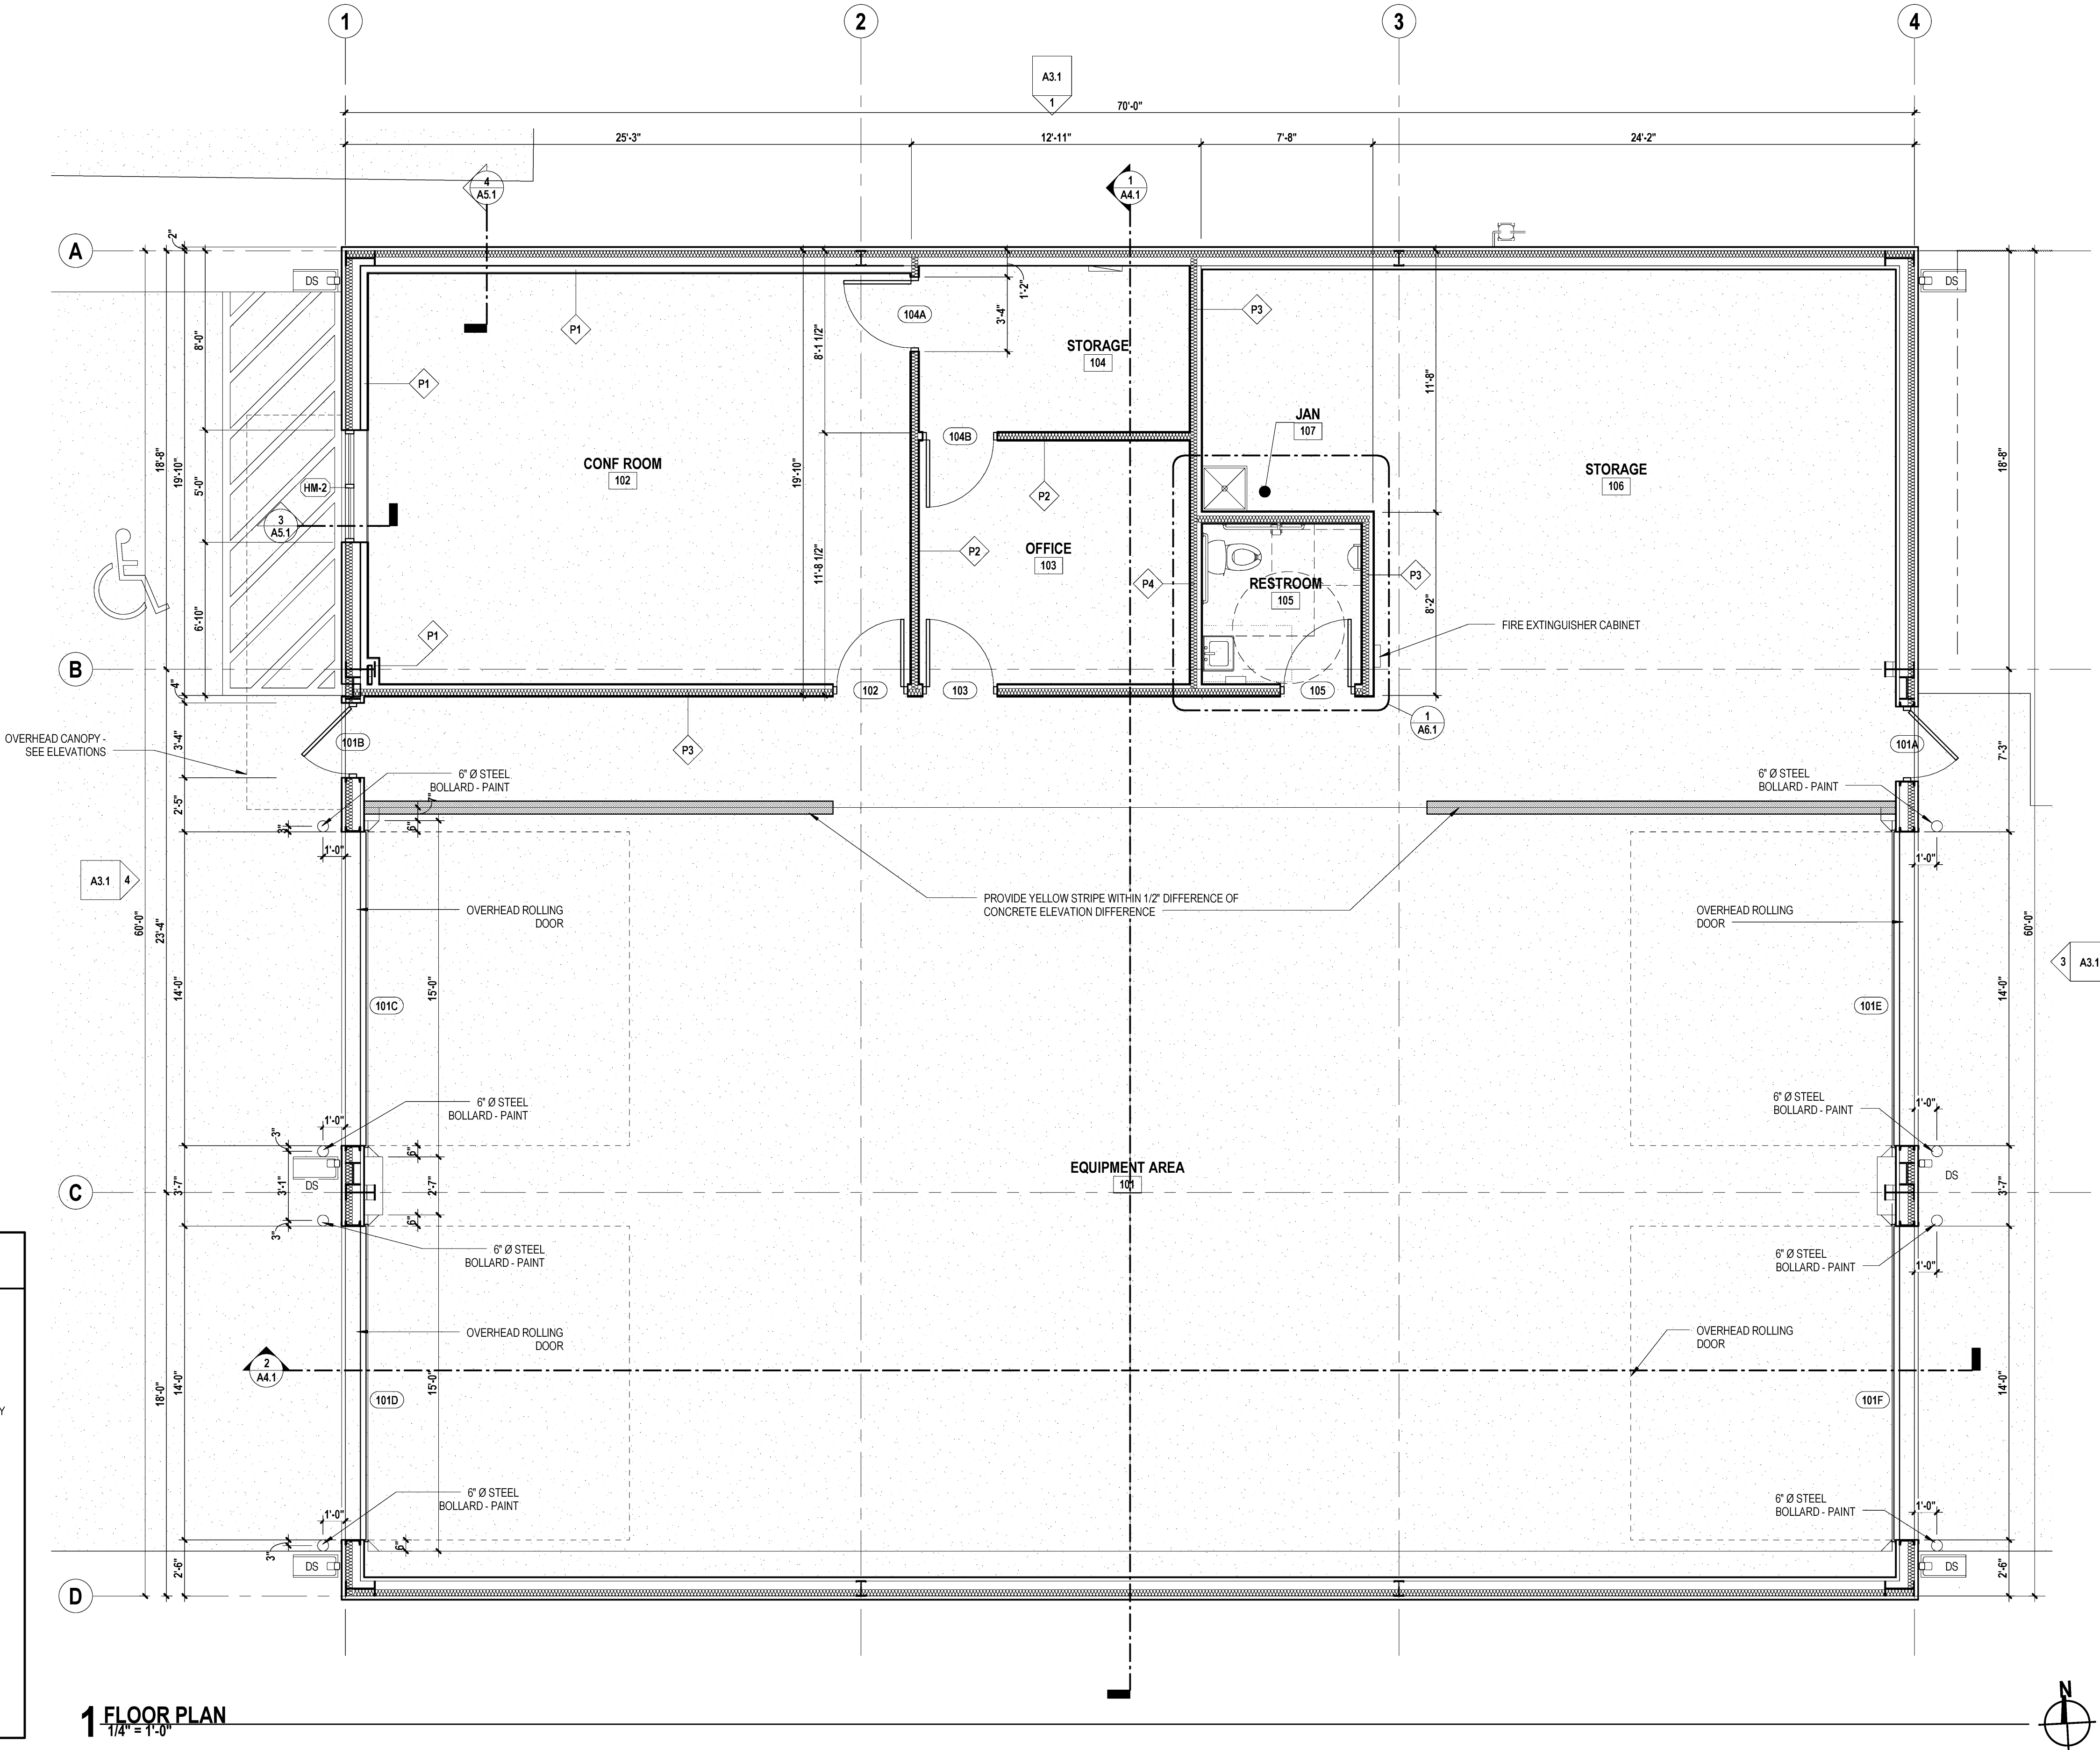 1
2
3
4
A3.1
1
70'-0"
25'-3"
12'-11"
7'-8"
24'-2"
4
A5.1
1
A4.1
A
2"
DS
DS
104A
1'-2"
3'-4"
P3
P1
STORAGE
104
8'-0"
8'-1 1/2"
P1
11'-8"
JAN
107
104B
18'-8"
19'-10"
CONF ROOM
102
19'-10"
STORAGE
106
18'-8"
5'-0"
HM-2
P2
3
A5.1
OFFICE
103
P2
11'-8 1/2"
P4
RESTROOM
105
P3
8'-2"
6'-10"
P1
FIRE EXTINGUISHER CABINET
B
4"
102
103
105
1
A6.1
OVERHEAD CANOPY -
SEE ELEVATIONS
3'-4"
101B
P3
101A
7'-3"
6" Ø STEEL
BOLLARD - PAINT
6" Ø STEEL
BOLLARD - PAINT
2'-5"
7"
6"
3"
1'-0"
1'-0"
A3.1
4
PROVIDE YELLOW STRIPE WITHIN 1/2" DIFFERENCE OF
CONCRETE ELEVATION DIFFERENCE
OVERHEAD ROLLING
DOOR
OVERHEAD ROLLING
DOOR
60'-0"
23'-4"
60'-0"
3
A3.1
14'-0"
15'-0"
14'-0"
101C
101E
6" Ø STEEL
BOLLARD - PAINT
6" Ø STEEL
BOLLARD - PAINT
1'-0"
1'-0"
3"
6"
EQUIPMENT AREA
101
DS
DS
C
3'-7"
3'-1"
2'-7"
3'-7"
6"
3"
6" Ø STEEL
BOLLARD - PAINT
6" Ø STEEL
BOLLARD - PAINT
1'-0"
OVERHEAD ROLLING
DOOR
OVERHEAD ROLLING
DOOR
2
A4.1
18'-0"
14'-0"
15'-0"
14'-0"
101D
101F
Y
6" Ø STEEL
BOLLARD - PAINT
6" Ø STEEL
BOLLARD - PAINT
1'-0"
1'-0"
3"
6"
DS
DS
2'-6"
2'-6"
D
N
1 FLOOR PLAN
1/4" = 1'-0"